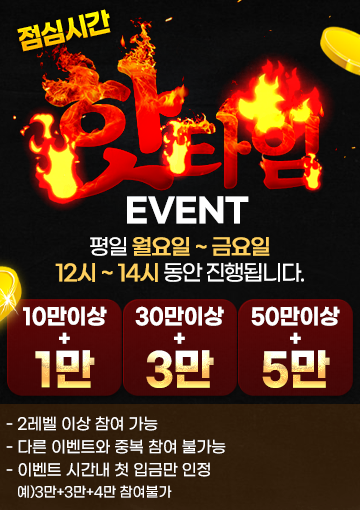 점심시간
핫타임
EVENT
평일 월요일 ~ 금요일
12시 ~ 14시 동안 진행됩니다.
10만이상 30만이상 50만이상
+ + +
1만 3만 5만
- 2레벨 이상 참여 가능
- 다른 이벤트와 중복 참여 불가능
- 이벤트 시간내 첫 입금만 인정
예)3만+3만+4만 참여불가